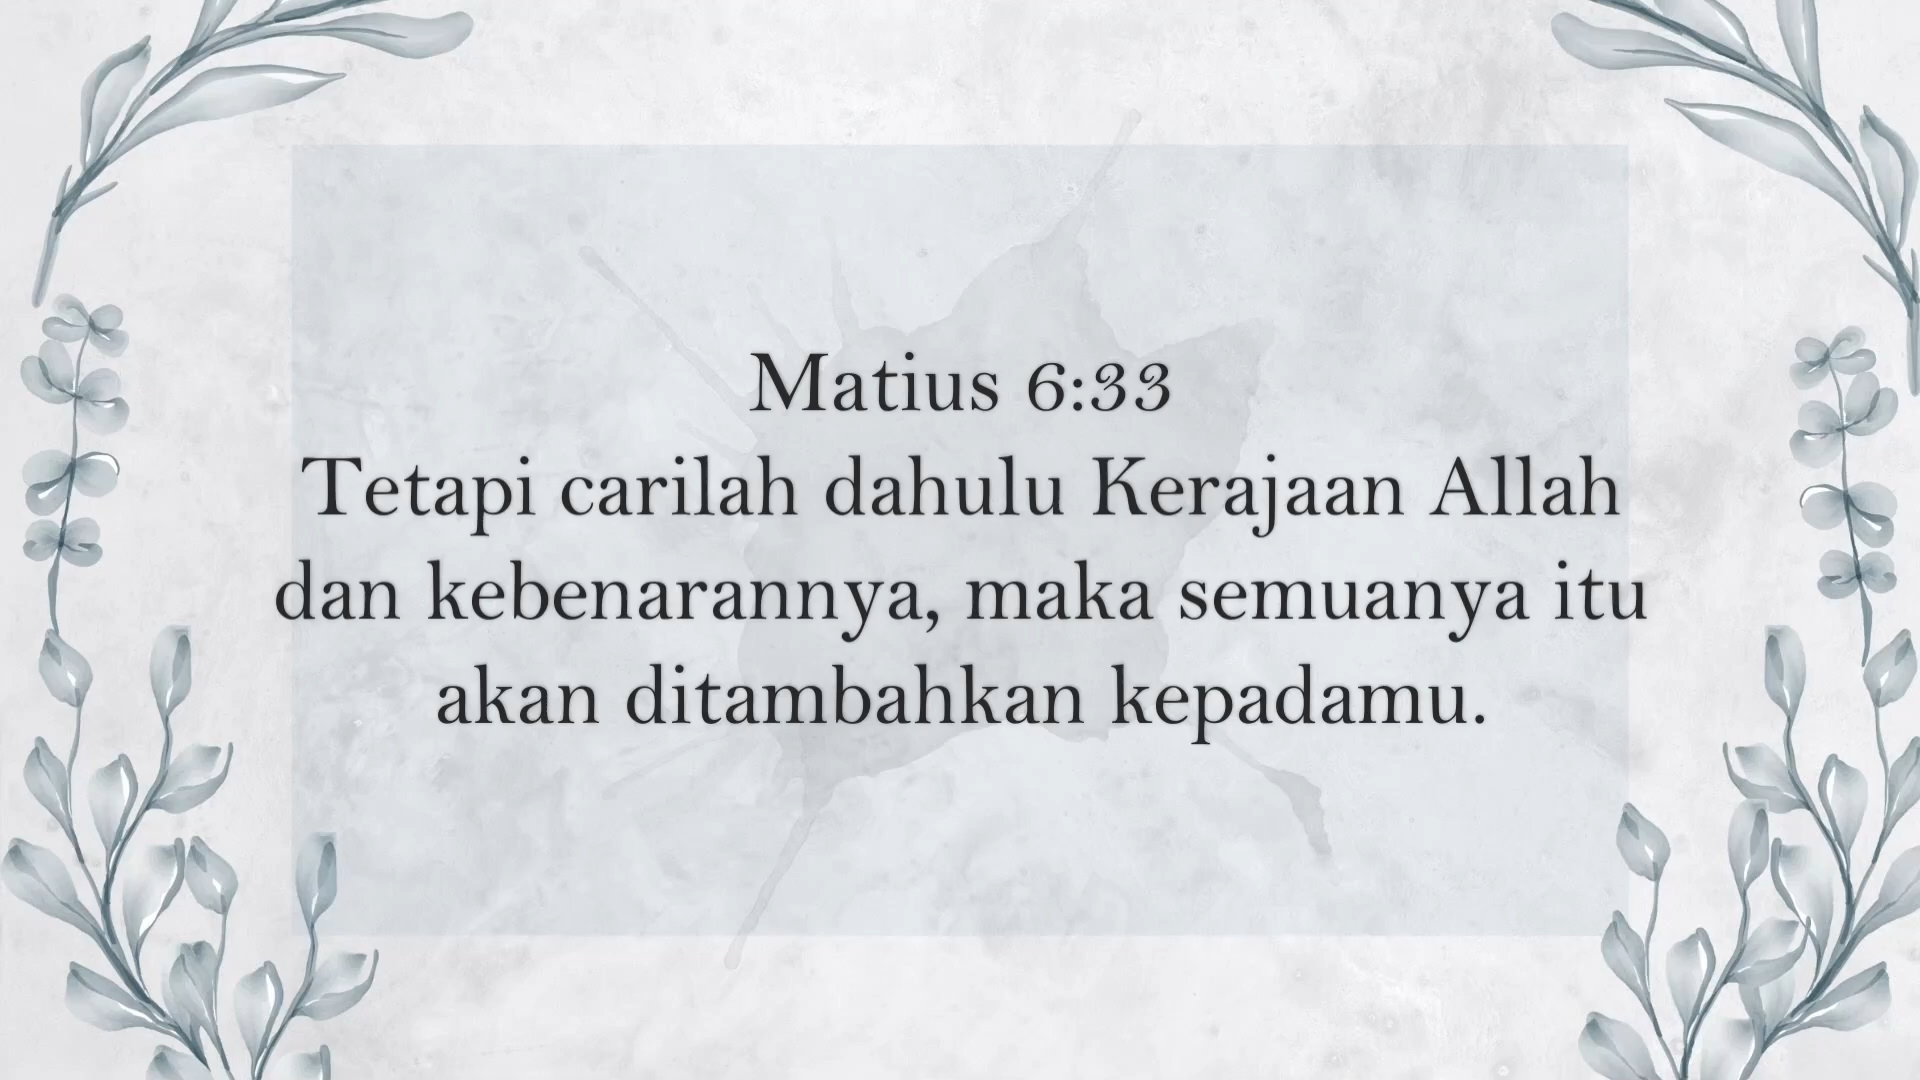 Matius 6:33
Tetapi carilah dahulu Kerajaan Allah
dan kebenarannya, maka semuanya itu
akan ditambahkan kepadamu.